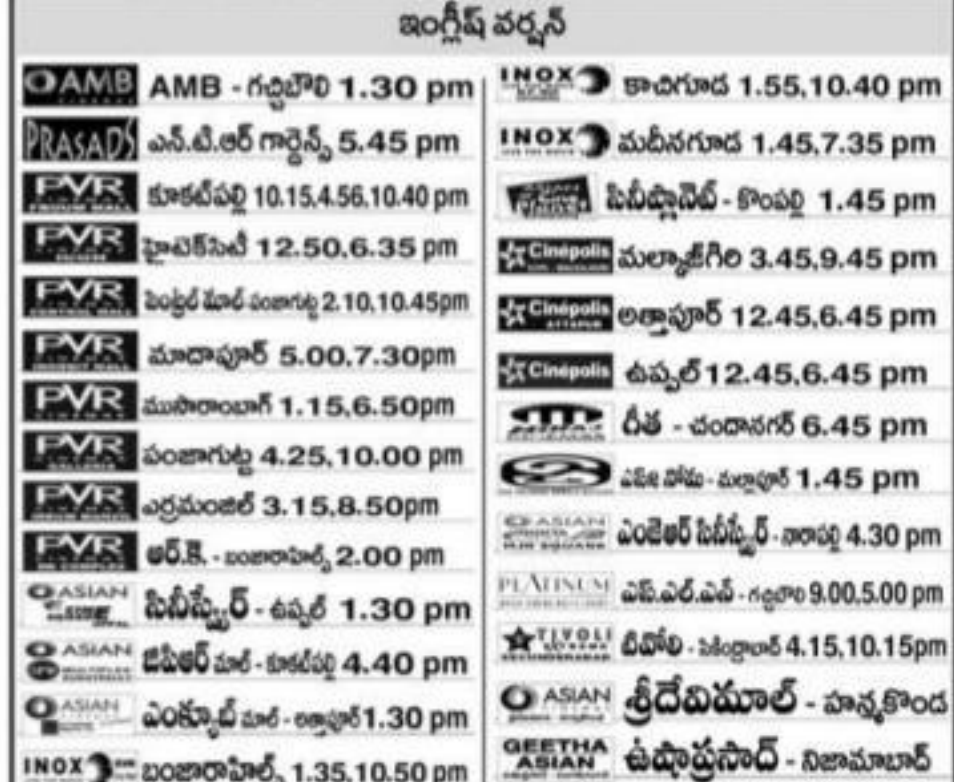 ఇంగ్లీష్ వర్షన్
AMB AMB - గచ్చిబౌలి 1.30 pm
PRASADS ఎన్.టి.ఆర్ గార్డెన్స్ 5.45 pm
PVR కూకట్‌పల్లి 10.15,4.56,10.40 pm
PVR హైటెక్‌సిటీ 12.50,6.35 pm
PVR సెంట్రల్ మాల్ పంజాగుట్ట 2.10,10.45pm
PVR మాదాపూర్ 5.00,7.30pm
PVR ముసారాంబాగ్ 1.15,6.50pm
PVR పంజాగుట్ట 4.25,10.00 pm
PVR ఎర్రమంజిల్ 3.15,8.50pm
PVR ఆర్.కె. - బంజారాహిల్స్ 2.00 pm
ASIAN సినీస్క్వేర్ - ఉప్పల్ 1.30 pm
ASIAN జిపిఆర్ మాల్ - కూకట్‌పల్లి 4.40 pm
ASIAN ఎంక్యూబ్ మాల్ - అత్తాపూర్ 1.30 pm
INOX బంజారాహిల్స్ 1.35,10.50 pm
INOX కాచిగూడ 1.55,10.40 pm
INOX మదీనగూడ 1.45,7.35 pm
సినీప్లానెట్ - కొంపల్లి 1.45 pm
Cinépolis మల్కాజ్‌గిరి 3.45,9.45 pm
Cinépolis ATTAPUR అత్తాపూర్ 12.45,6.45 pm
Cinépolis ఉప్పల్ 12.45,6.45 pm
గీత - చందానగర్ 6.45 pm
మల్లాపూర్ 1.45 pm
ASIAN ఎంజెఆర్ సినీస్క్వేర్ - నారాపల్లి 4.30 pm
PLATINUM ఎస్.ఎల్.ఎన్ - గచ్చిబౌలి 9.00,5.00 pm
TIVOLI టివోలి - సికింద్రాబాద్ 4.15,10.15pm
ASIAN శ్రీదేవిమాల్ - హన్మకొండ
GEETHA ASIAN ఉషాప్రసాద్ - నిజామాబాద్